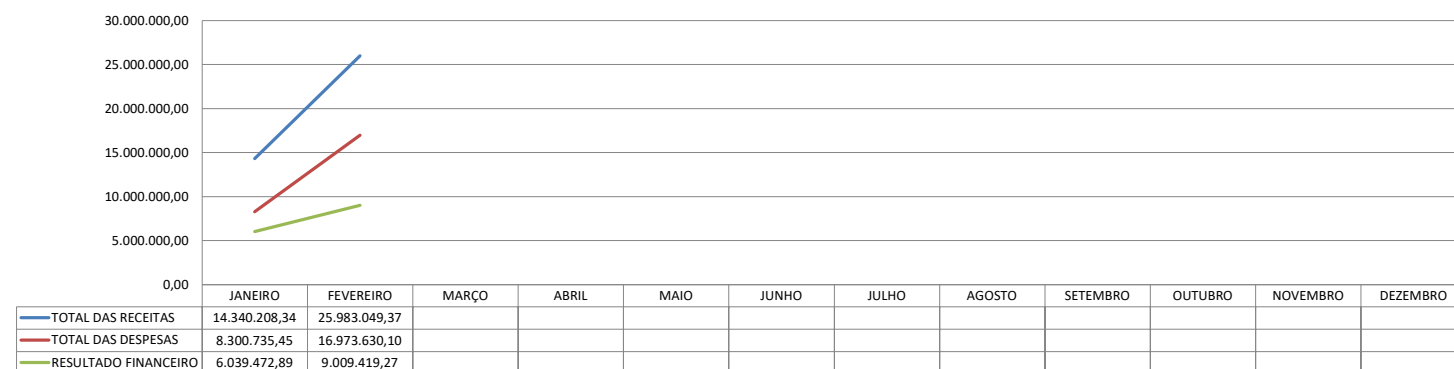 30.000.000,00
25.000.000,00
20.000.000,00
15.000.000,00
10.000.000,00
5.000.000,00
0,00
JANEIRO FEVEREIRO MARÇO ABRIL MAIO JUNHO JULHO AGOSTO SETEMBRO OUTUBRO NOVEMBRO DEZEMBRO
TOTAL DAS RECEITAS 14.340.208,34 25.983.049,37
TOTAL DAS DESPESAS 8.300.735,45 16.973.630,10
RESULTADO FINANCEIRO 6.039.472,89 9.009.419,27